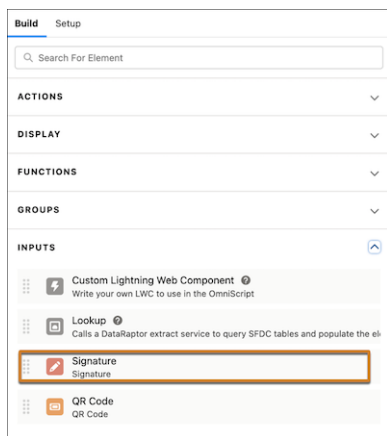 Build Setup
Search For Element
ACTIONS
DISPLAY
FUNCTIONS
GROUPS
INPUTS
Custom Lightning Web Component
Write your own LWC to use in the OmniScript
Lookup
Calls a DataRaptor extract service to query SFDC tables and populate the ele
Signature
Signature
QR Code
QR Code